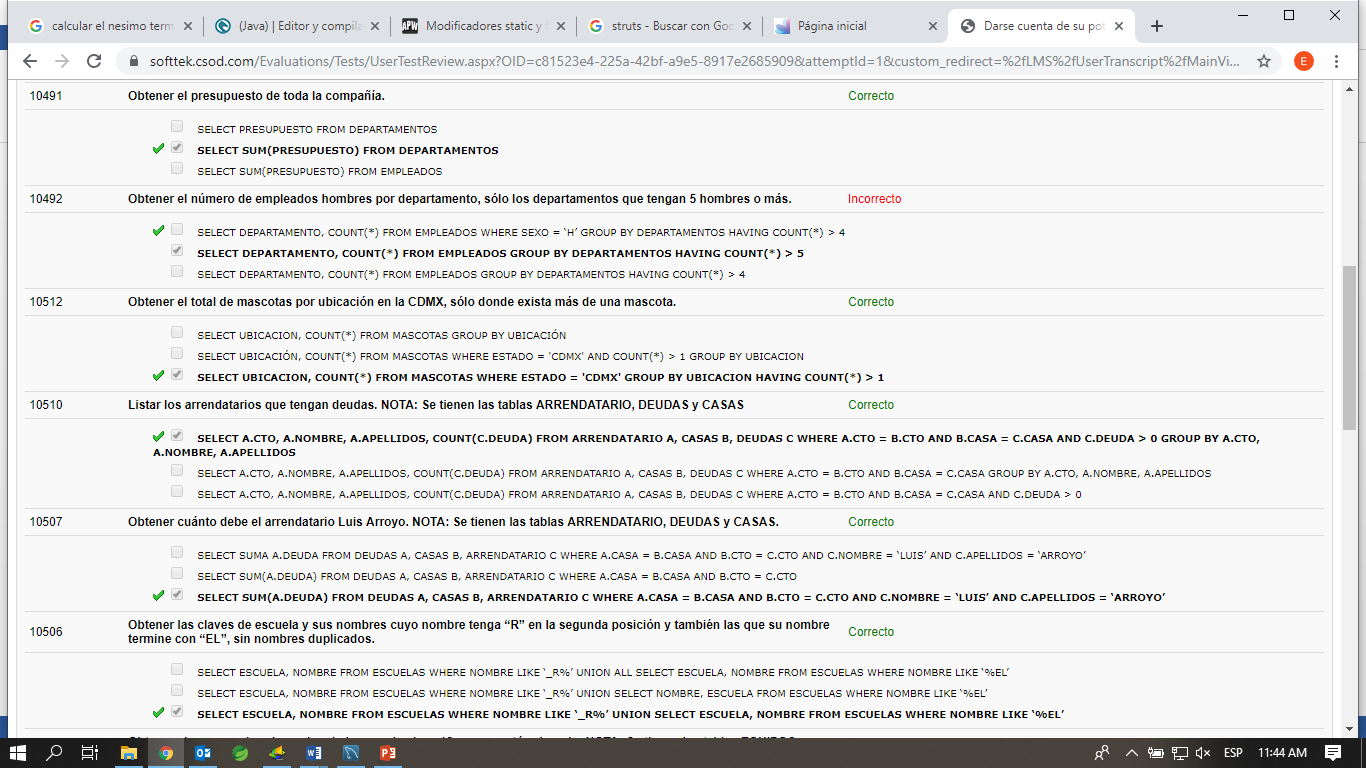 calcular el nesimo term
(Java) | Editor y compila
Modificadores static y
struts - Buscar con Goo
Página inicial
Darse cuenta de su pot
softtek.csod.com/Evaluations/Tests/UserTestReview.aspx?OID=c81523e4-225a-42bf-a9e5-8917e2685909&attemptId=1&custom_redirect=%2fLMS%2fUserTranscript%2fMainVi...
E
10491 Obtener el presupuesto de toda la compañía. Correcto
SELECT PRESUPUESTO FROM DEPARTAMENTOS
SELECT SUM(PRESUPUESTO) FROM DEPARTAMENTOS
SELECT SUM(PRESUPUESTO) FROM EMPLEADOS
10492 Obtener el número de empleados hombres por departamento, sólo los departamentos que tengan 5 hombres o más. Incorrecto
SELECT DEPARTAMENTO, COUNT(*) FROM EMPLEADOS WHERE SEXO = ‘H’ GROUP BY DEPARTAMENTOS HAVING COUNT(*) > 4
SELECT DEPARTAMENTO, COUNT(*) FROM EMPLEADOS GROUP BY DEPARTAMENTOS HAVING COUNT(*) > 5
SELECT DEPARTAMENTO, COUNT(*) FROM EMPLEADOS GROUP BY DEPARTAMENTOS HAVING COUNT(*) > 4
10512 Obtener el total de mascotas por ubicación en la CDMX, sólo donde exista más de una mascota. Correcto
SELECT UBICACION, COUNT(*) FROM MASCOTAS GROUP BY UBICACIÓN
SELECT UBICACIÓN, COUNT(*) FROM MASCOTAS WHERE ESTADO = 'CDMX' AND COUNT(*) > 1 GROUP BY UBICACION
SELECT UBICACION, COUNT(*) FROM MASCOTAS WHERE ESTADO = 'CDMX' GROUP BY UBICACION HAVING COUNT(*) > 1
10510 Listar los arrendatarios que tengan deudas. NOTA: Se tienen las tablas ARRENDATARIO, DEUDAS y CASAS Correcto
SELECT A.CTO, A.NOMBRE, A.APELLIDOS, COUNT(C.DEUDA) FROM ARRENDATARIO A, CASAS B, DEUDAS C WHERE A.CTO = B.CTO AND B.CASA = C.CASA AND C.DEUDA > 0 GROUP BY A.CTO,
A.NOMBRE, A.APELLIDOS
SELECT A.CTO, A.NOMBRE, A.APELLIDOS, COUNT(C.DEUDA) FROM ARRENDATARIO A, CASAS B, DEUDAS C WHERE A.CTO = B.CTO AND B.CASA = C.CASA GROUP BY A.CTO, A.NOMBRE, A.APELLIDOS
SELECT A.CTO, A.NOMBRE, A.APELLIDOS, COUNT(C.DEUDA) FROM ARRENDATARIO A, CASAS B, DEUDAS C WHERE A.CTO = B.CTO AND B.CASA = C.CASA AND C.DEUDA > 0
10507 Obtener cuánto debe el arrendatario Luis Arroyo. NOTA: Se tienen las tablas ARRENDATARIO, DEUDAS y CASAS. Correcto
SELECT SUMA A.DEUDA FROM DEUDAS A, CASAS B, ARRENDATARIO C WHERE A.CASA = B.CASA AND B.CTO = C.CTO AND C.NOMBRE = ‘LUIS’ AND C.APELLIDOS = ‘ARROYO’
SELECT SUM(A.DEUDA) FROM DEUDAS A, CASAS B, ARRENDATARIO C WHERE A.CASA = B.CASA AND B.CTO = C.CTO
SELECT SUM(A.DEUDA) FROM DEUDAS A, CASAS B, ARRENDATARIO C WHERE A.CASA = B.CASA AND B.CTO = C.CTO AND C.NOMBRE = ‘LUIS’ AND C.APELLIDOS = ‘ARROYO’
10506 Obtener las claves de escuela y sus nombres cuyo nombre tenga “R” en la segunda posición y también las que su nombre
termine con “EL”, sin nombres duplicados. Correcto
SELECT ESCUELA, NOMBRE FROM ESCUELAS WHERE NOMBRE LIKE ‘_R%’ UNION ALL SELECT ESCUELA, NOMBRE FROM ESCUELAS WHERE NOMBRE LIKE ‘%EL’
SELECT ESCUELA, NOMBRE FROM ESCUELAS WHERE NOMBRE LIKE ‘_R%’ UNION SELECT NOMBRE, ESCUELA FROM ESCUELAS WHERE NOMBRE LIKE ‘%EL’
SELECT ESCUELA, NOMBRE FROM ESCUELAS WHERE NOMBRE LIKE ‘_R%’ UNION SELECT ESCUELA, NOMBRE FROM ESCUELAS WHERE NOMBRE LIKE ‘%EL’
ESP 11:44 AM